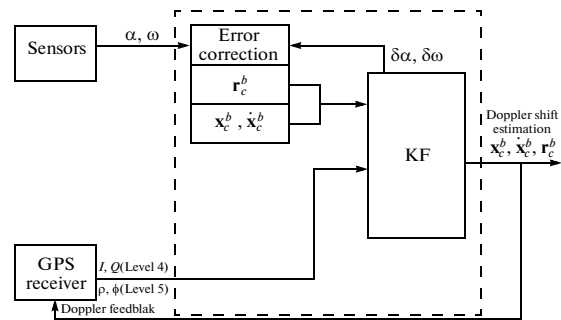 Sensors
α, ω
Error
correction
r_c^b
x_c^b , ẋ_c^b
δα, δω
KF
Doppler shift
estimation
x_c^b, ẋ_c^b, r_c^b
GPS
receiver
I, Q(Level 4)
ρ, ϕ(Level 5)
Doppler feedblak